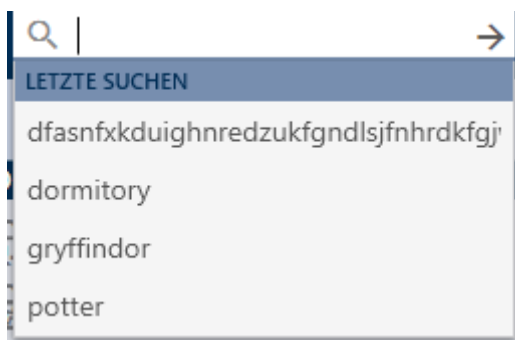 LETZTE SUCHEN
dfasnfxkduighnredzukfgndlsjfnhrdkfgj
dormitory
gryffindor
potter